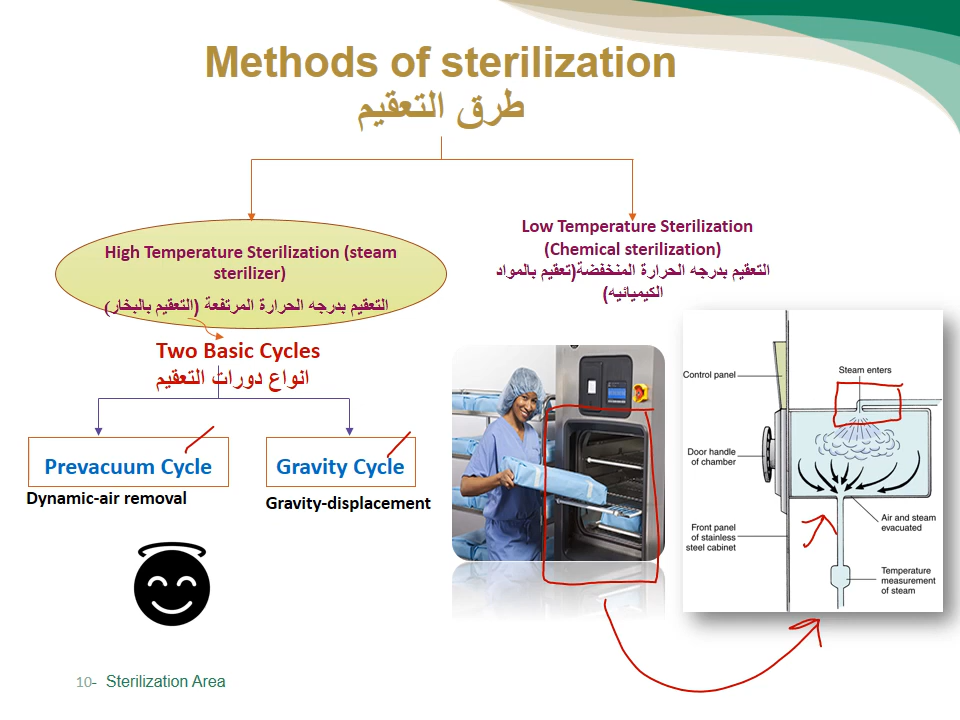 Methods of sterilization
طرق التعقيم
High Temperature Sterilization (steam
sterilizer)
التعقيم بدرجه الحرارة المرتفعة (التعقيم بالبخار)
Low Temperature Sterilization
(Chemical sterilization)
التعقيم بدرجه الحرارة المنخفضة(تعقيم بالمواد
الكيميائيه)
Two Basic Cycles
انواع دورات التعقيم
Prevacuum Cycle
Dynamic-air removal
Gravity Cycle
Gravity-displacement
Control panel
Steam enters
Door handle
of chamber
Air and steam
evacuated
Front panel
of stainless
steel cabinet
Temperature
measurement
of steam
10- Sterilization Area